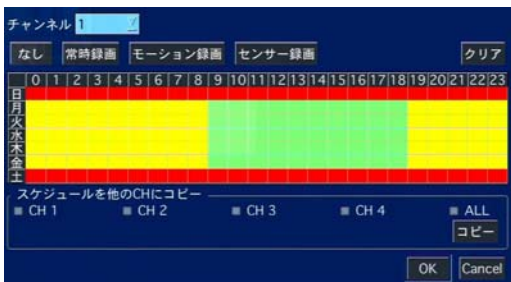 チャンネル 1
なし 常時録画 モーション録画 センサー録画 クリア
0 1 2 3 4 5 6 7 8 9 10 11 12 13 14 15 16 17 18 19 20 21 22 23
日
月
火
水
木
金
土
スケジュールを他のCHにコピー
CH 1 CH 2 CH 3 CH 4 ALL
コピー
OK Cancel